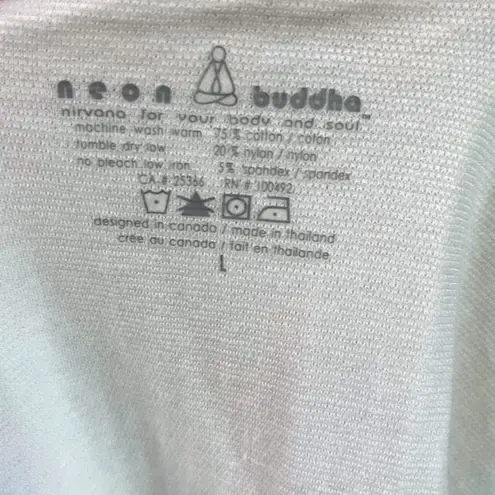 neon buddha™
nirvana for your body and soul
machine wash warm 75% cotton / coton
tumble dry low 20% nylon / nylon
no bleach low iron 5% spandex / spandex
CA # 25366 RN # 100492
designed in canada / made in thailand
créé au canada / fait en thaïlande
L